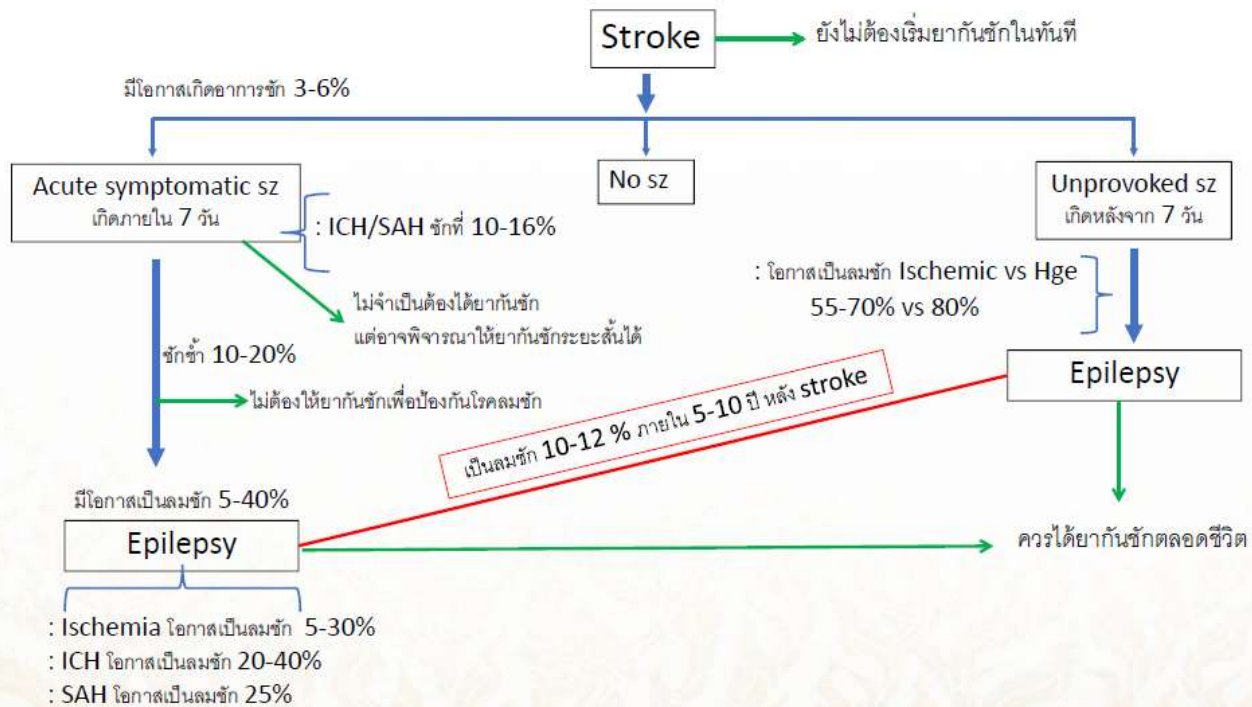 Stroke
ยังไม่ต้องเริ่มยากันชักในทันที
มีโอกาสเกิดอาการชัก 3-6%
Acute symptomatic sz
เกิดภายใน 7 วัน
No sz
Unprovoked sz
เกิดหลังจาก 7 วัน
: ICH/SAH ชักที่ 10-16%
: โอกาสเป็นลมชัก Ischemic vs Hge
55-70% vs 80%
ไม่จำเป็นต้องได้ยากันชัก
แต่อาจพิจารณาให้ยากันชักระยะสั้นได้
ชักซ้ำ 10-20%
ไม่ต้องให้ยากันชักเพื่อป้องกันโรคลมชัก
Epilepsy
เป็นลมชัก 10-12 % ภายใน 5-10 ปี หลัง stroke
มีโอกาสเป็นลมชัก 5-40%
Epilepsy
ควรได้ยากันชักตลอดชีวิต
: Ischemia โอกาสเป็นลมชัก 5-30%
: ICH โอกาสเป็นลมชัก 20-40%
: SAH โอกาสเป็นลมชัก 25%